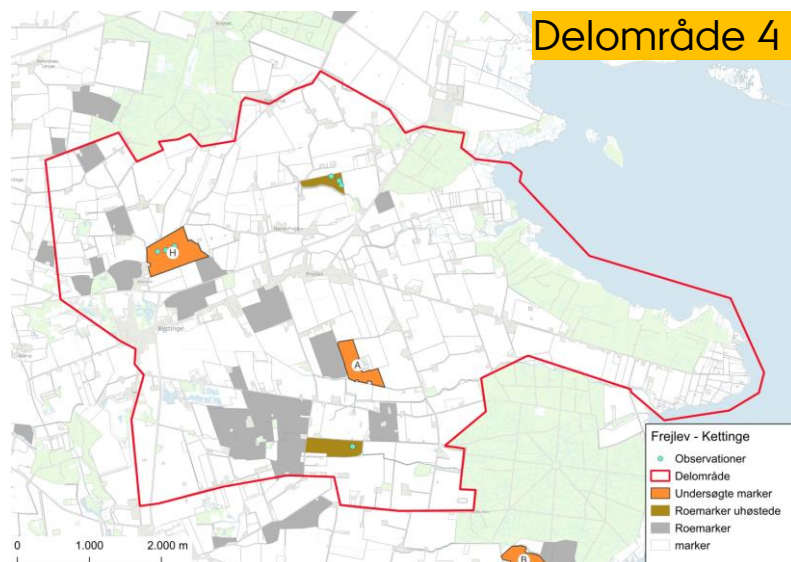 Delområde 4
H
Frejlev
Kettinge
A
Frejlev - Kettinge
Observationer
Delområde
Undersøgte marker
Roemarker uhøstede
Roemarker
marker
B
0 1.000 2.000 m